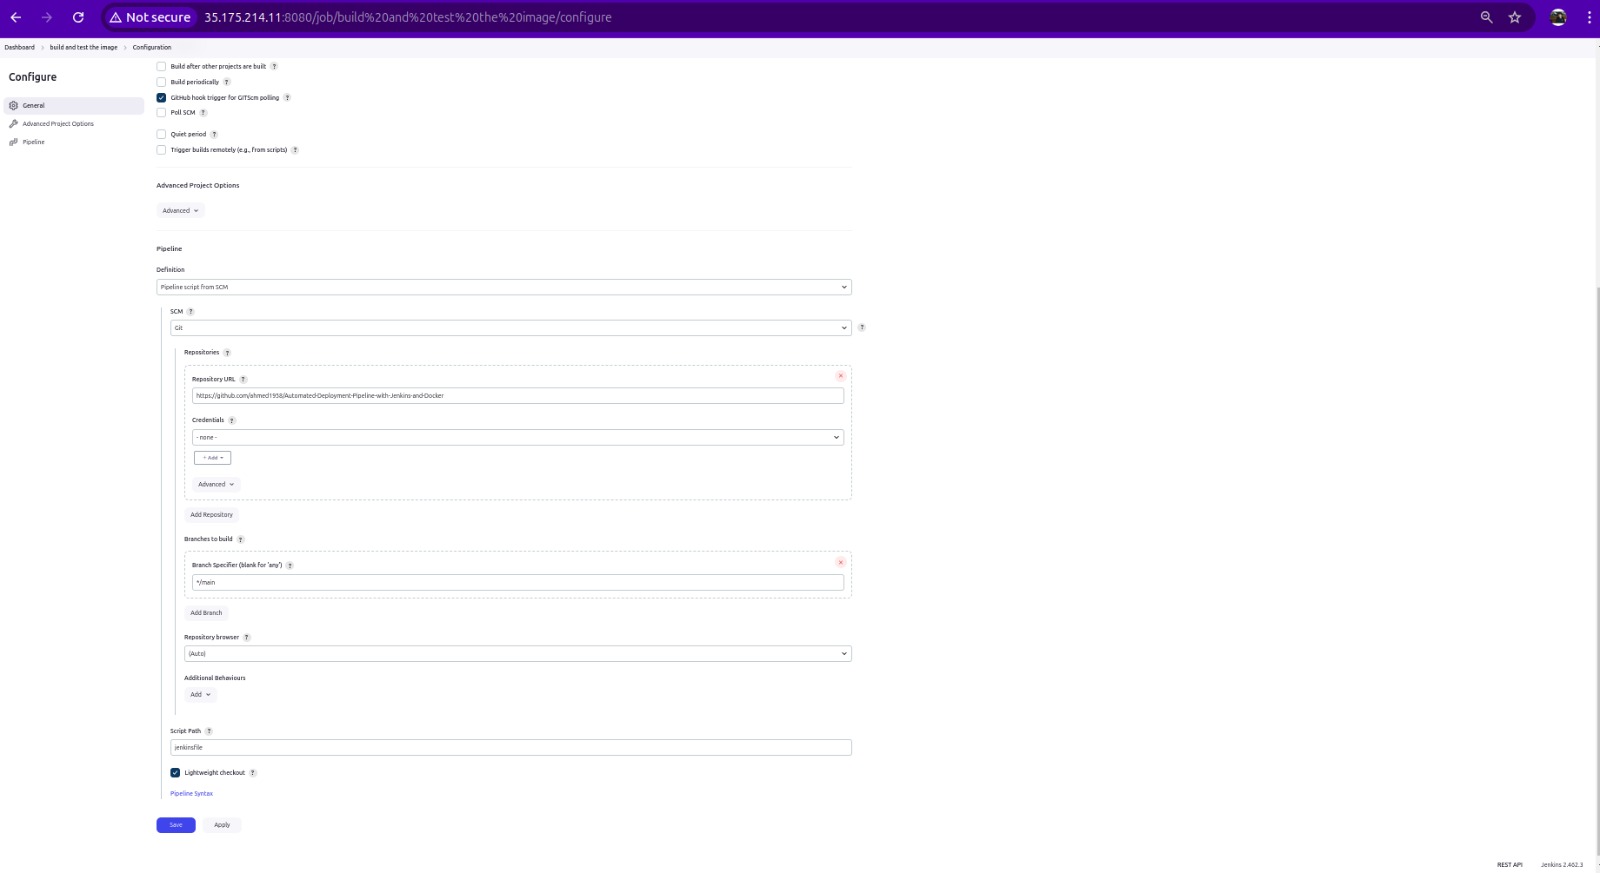 Not secure 35.175.214.11:8080/job/build%20and%20test%20the%20image/configure
Dashboard > build and test the image > Configuration
Configure
General
Advanced Project Options
Pipeline
Build after other projects are built ?
Build periodically ?
GitHub hook trigger for GITScm polling ?
Poll SCM ?
Quiet period ?
Trigger builds remotely (e.g., from scripts) ?
Advanced Project Options
Advanced
Pipeline
Definition
Pipeline script from SCM
SCM ?
Git
?
Repositories ?
Repository URL ?
https://github.com/ahmed1938/Automated-Deployment-Pipeline-with-Jenkins-and-Docker
Credentials ?
- none -
+ Add
Advanced
Add Repository
Branches to build ?
Branch Specifier (blank for 'any') ?
*/main
Add Branch
Repository browser ?
(Auto)
Additional Behaviours
Add
Script Path ?
jenkinsfile
Lightweight checkout ?
Pipeline Syntax
Save Apply
REST API Jenkins 2.462.3